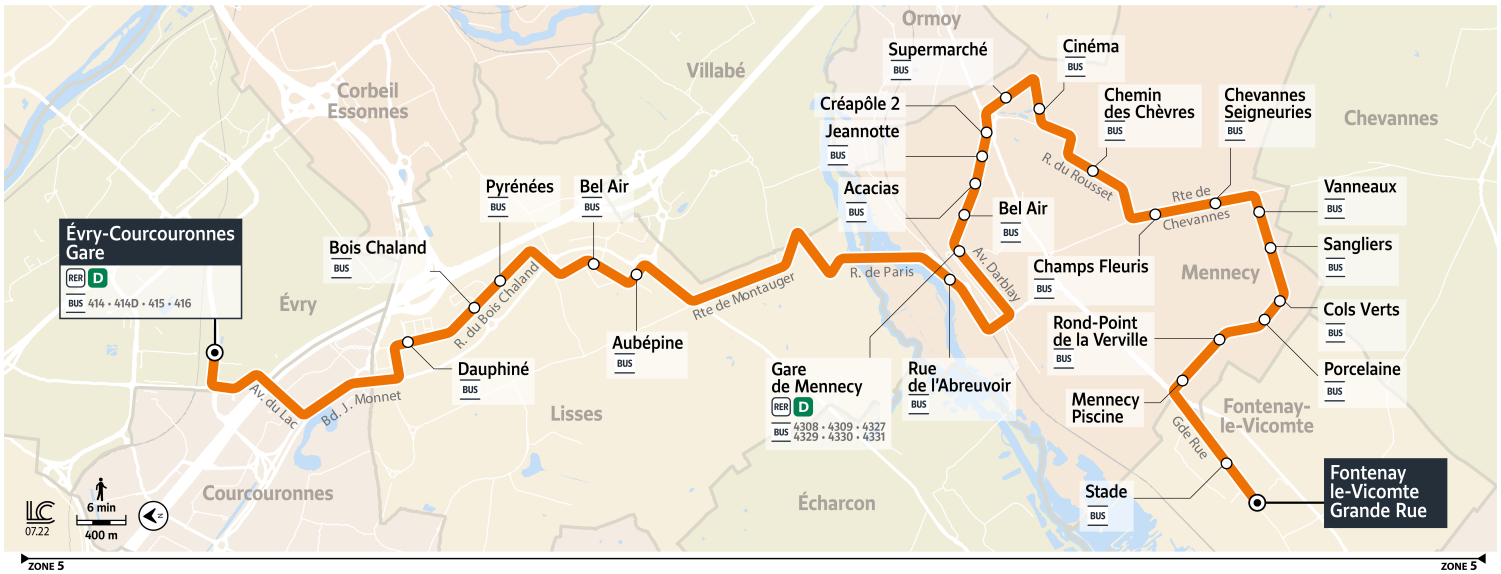 Ormoy
Supermarché
BUS
Cinéma
BUS
Villabé
Corbeil
Essonnes
Créapôle 2
Jeannotte
BUS
Chemin
des Chèvres
BUS
Chevannes
Seigneuries
BUS
Chevannes
R. du Rousset
Rte de
Chevannes
Pyrénées
BUS
Bel Air
BUS
Acacias
BUS
Bel Air
BUS
Vanneaux
BUS
Évry-Courcouronnes
Gare
RER D
BUS 414 • 414D • 415 • 416
Bois Chaland
BUS
Sangliers
BUS
Champs Fleuris
BUS
Mennecy
Évry
R. du Bois Chaland
Rte de Montauger
R. de Paris
Av. Darblay
Cols Verts
BUS
Rond-Point
de la Verville
BUS
Aubépine
BUS
Dauphiné
BUS
Gare
de Mennecy
RER D
BUS 4308 • 4309 • 4327
4329 • 4330 • 4331
Rue
de l'Abreuvoir
BUS
Porcelaine
BUS
Av. du Lac
Bd. J. Monnet
Lisses
Mennecy
Piscine
Fontenay-
le-Vicomte
Gde Rue
Courcouronnes
Écharcon
Stade
BUS
Fontenay
le-Vicomte
Grande Rue
LC
07.22
6 min
400 m
N
ZONE 5
ZONE 5